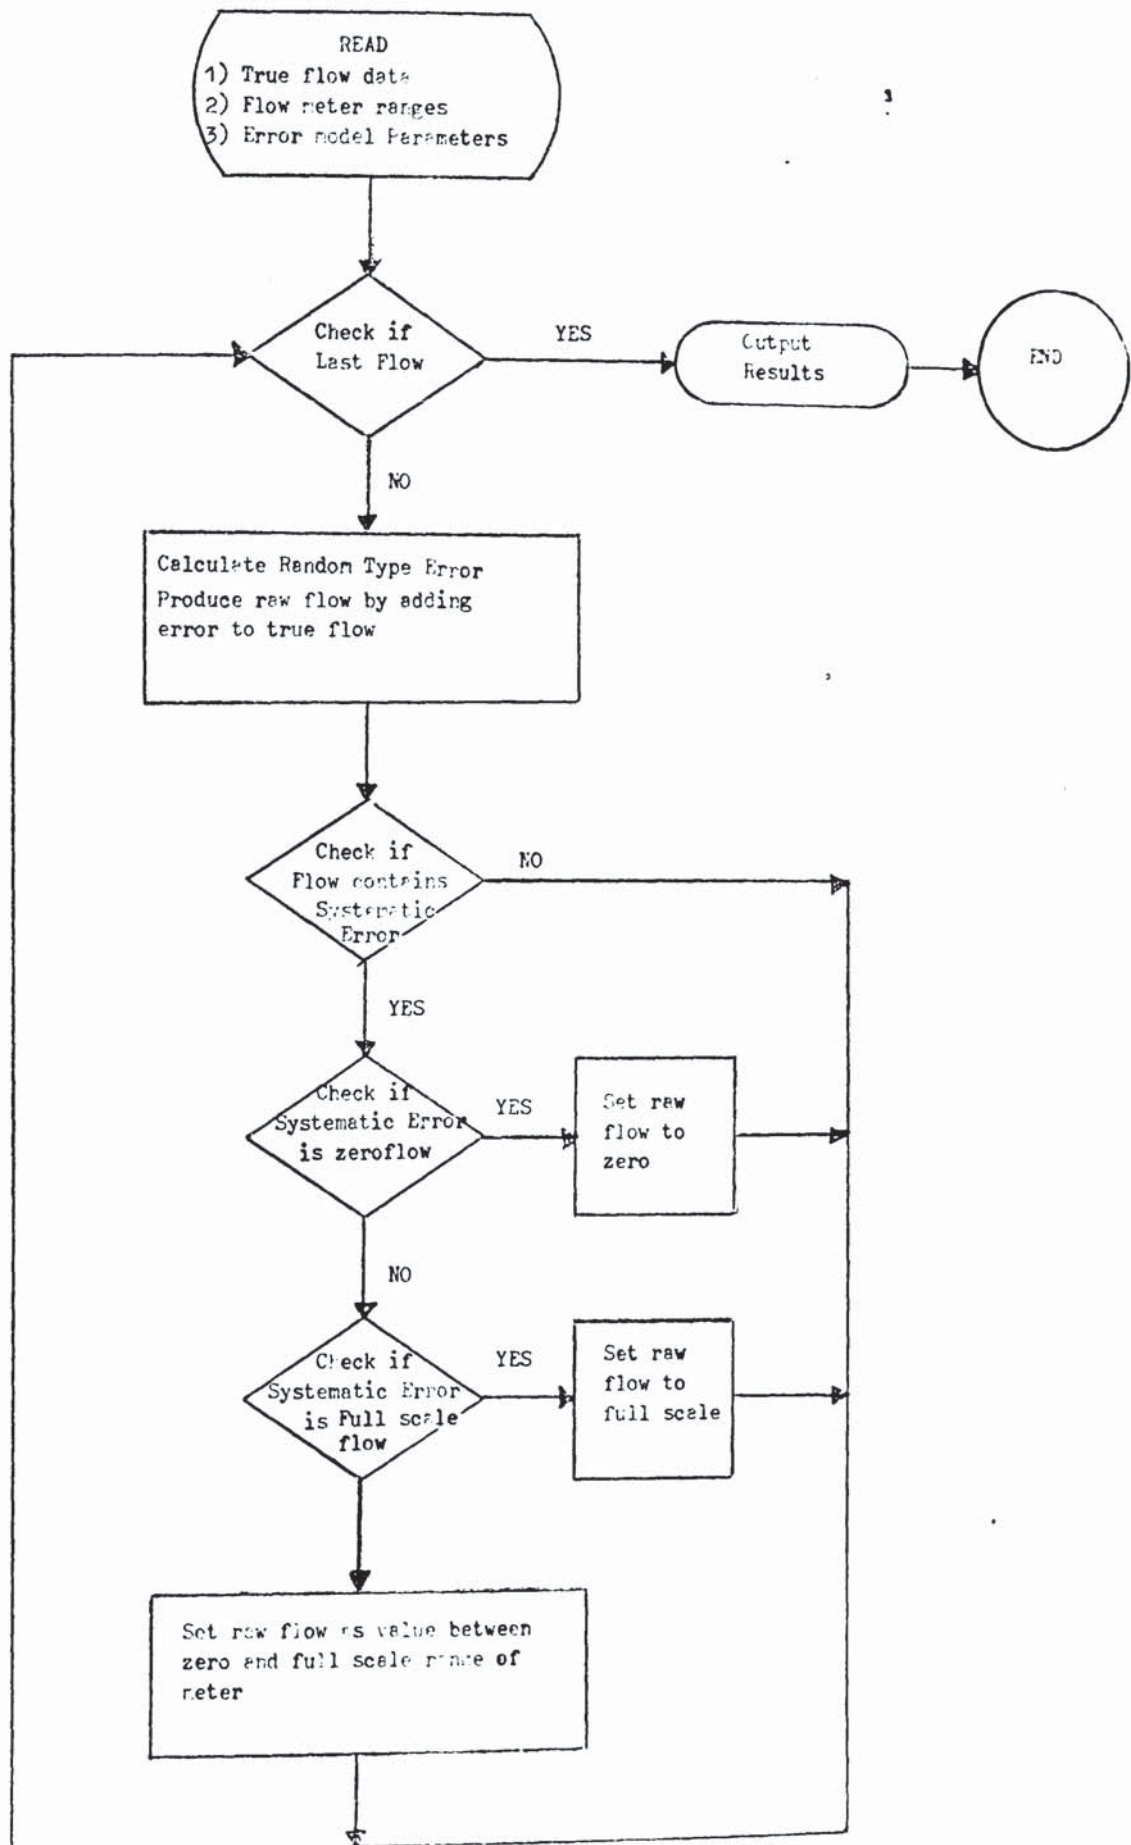 READ
1) True flow data
2) Flow meter ranges
3) Error model Parameters
Check if
Last Flow
YES
Output
Results
END
NO
Calculate Random Type Error
Produce raw flow by adding
error to true flow
Check if
Flow contains
Systematic
Error
NO
YES
Check if
Systematic Error
is zeroflow
YES
Set raw
flow to
zero
NO
Check if
Systematic Error
is Full scale
flow
YES
Set raw
flow to
full scale
Set raw flow as value between
zero and full scale range of
meter